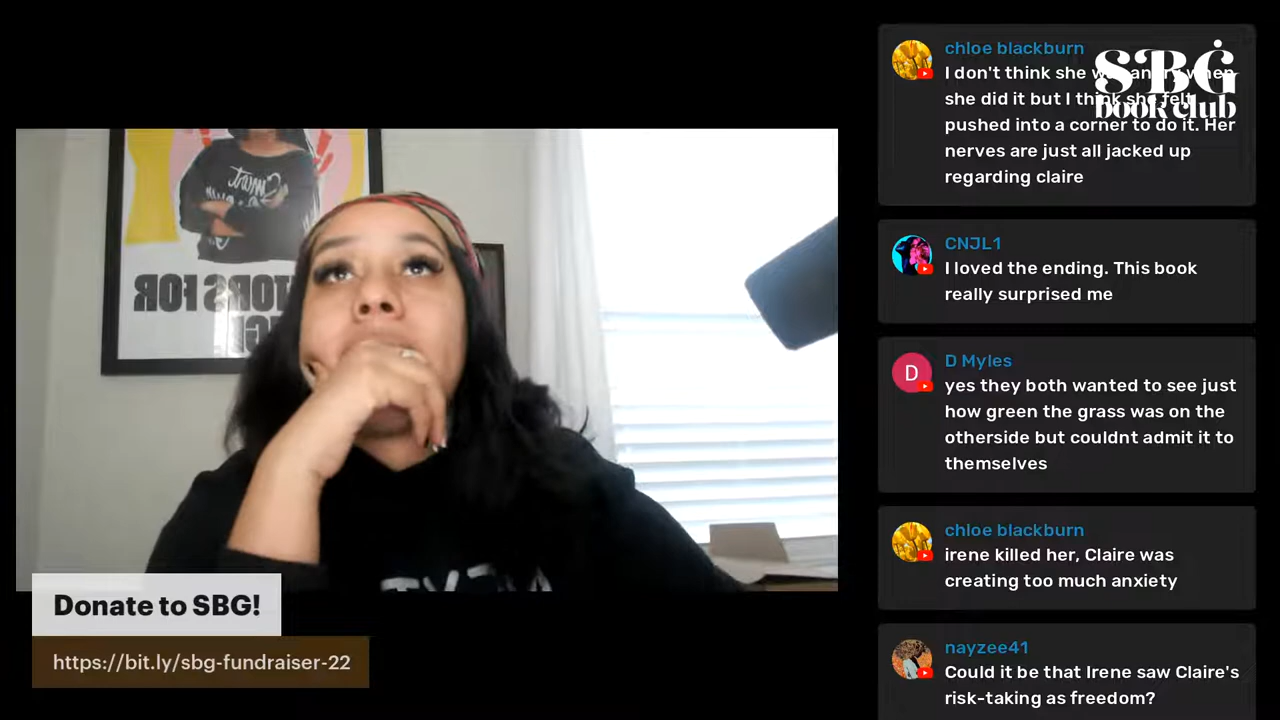 chloe blackburn
I don't think she was angry when
she did it but I think she felt
pushed into a corner to do it. Her
nerves are just all jacked up
regarding claire
SBG
book club
CNJL1
I loved the ending. This book
really surprised me
D Myles
D
yes they both wanted to see just
how green the grass was on the
otherside but couldnt admit it to
themselves
chloe blackburn
irene killed her, Claire was
creating too much anxiety
nayzee41
Could it be that Irene saw Claire's
risk-taking as freedom?
Donate to SBG!
https://bit.ly/sbg-fundraiser-22